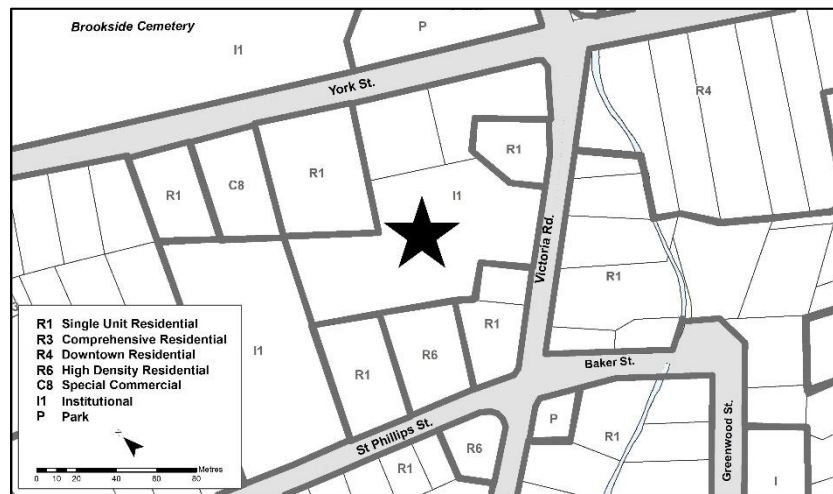 Brookside Cemetery
I1
P
York St.
R4
R1
C8
R1
R1
I1
Victoria Rd.
R1
R1
I1
R1
R6
R1
Baker St.
St Phillips St.
R6
P
R1
R1
Greenwood St.
I
R1 Single Unit Residential
R3 Comprehensive Residential
R4 Downtown Residential
R6 High Density Residential
C8 Special Commercial
I1 Institutional
P Park
0 10 20 40 60 80 Metres